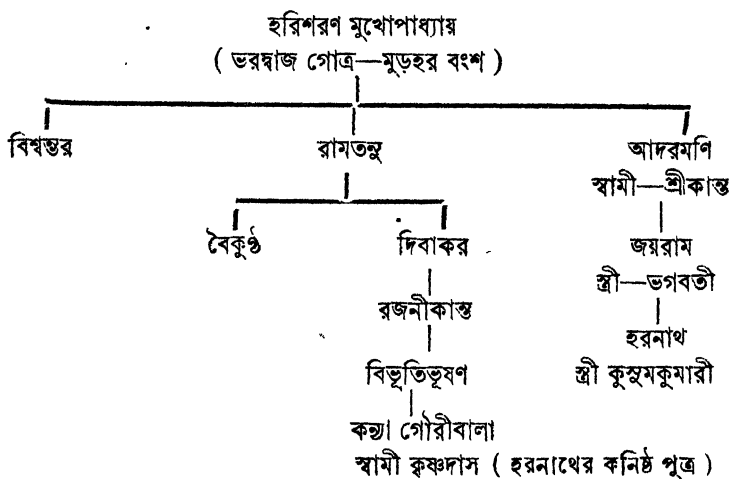 হরিশরণ মুখোপাধ্যায়
( ভরদ্বাজ গোত্র—মুড়হর বংশ )
বিশ্বম্ভর রামতনু আদরমণি
স্বামী—শ্রীকান্ত
বৈকুণ্ঠ দিবাকর জয়রাম
স্ত্রী—ভগবতী
রজনীকান্ত
হরনাথ
বিভূতিভূষণ স্ত্রী কুসুমকুমারী
কন্যা গৌরীবালা
স্বামী কৃষ্ণদাস ( হরনাথের কনিষ্ঠ পুত্র )